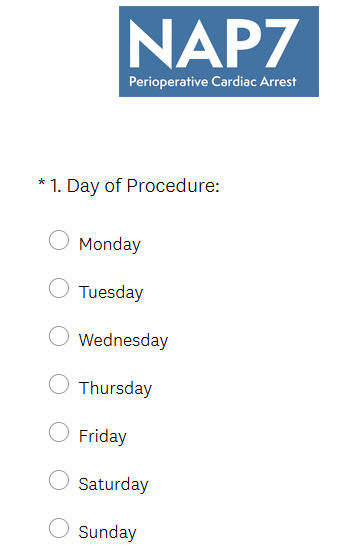 NAP7
Perioperative Cardiac Arrest
* 1. Day of Procedure:
Monday
Tuesday
Wednesday
Thursday
Friday
Saturday
Sunday